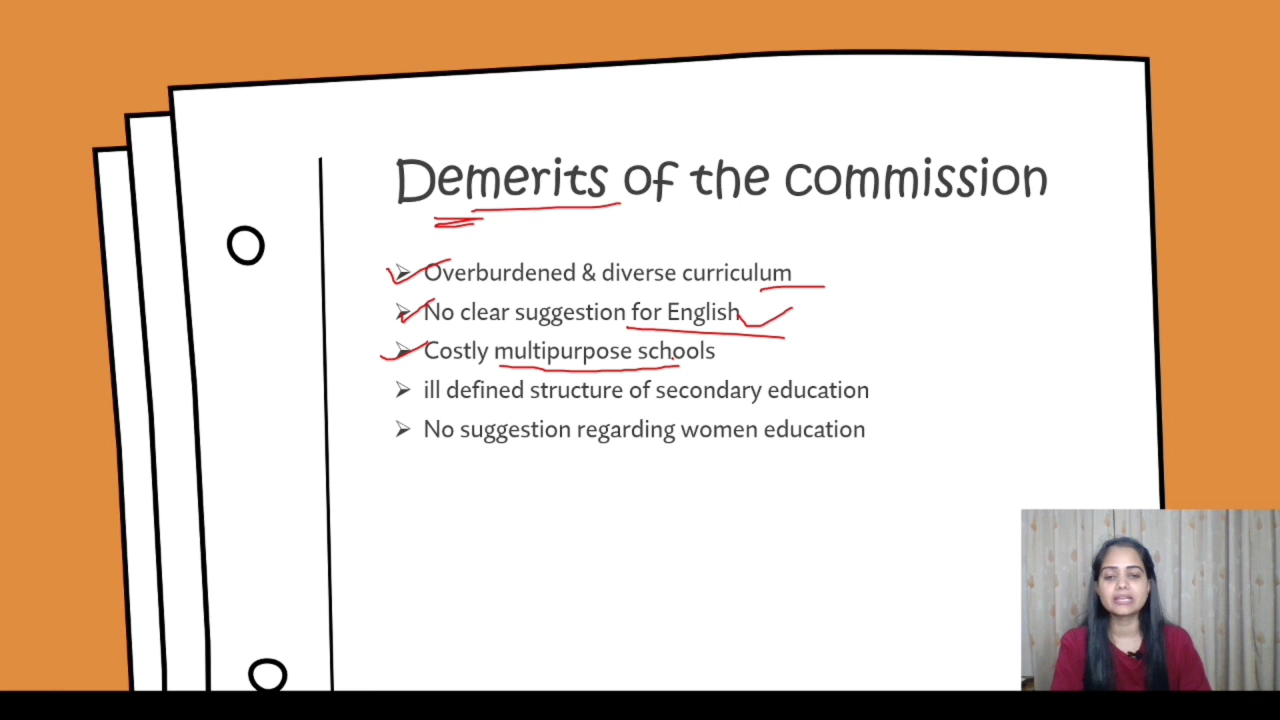 Demerits of the commission
➢ Overburdened & diverse curriculum
➢ No clear suggestion for English
➢ Costly multipurpose schools
➢ ill defined structure of secondary education
➢ No suggestion regarding women education